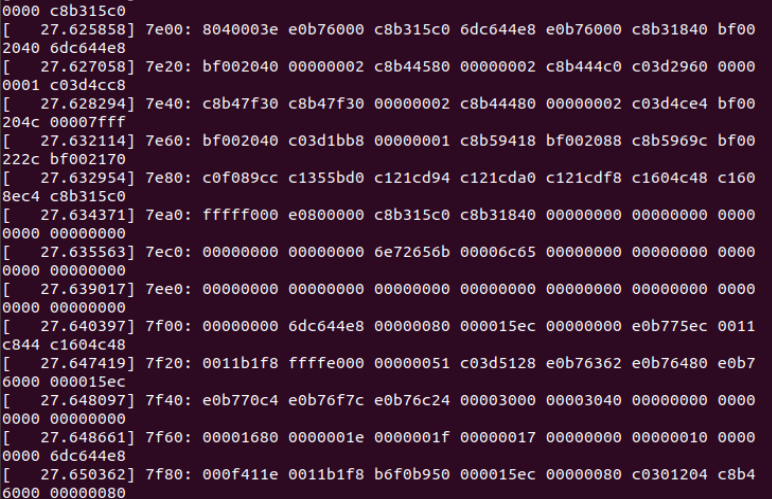 0000 c8b315c0
[   27.625858] 7e00: 8040003e e0b76000 c8b315c0 6dc644e8 e0b76000 c8b31840 bf00
2040 6dc644e8
[   27.627058] 7e20: bf002040 00000002 c8b44580 00000002 c8b444c0 c03d2960 0000
0001 c03d4cc8
[   27.628294] 7e40: c8b47f30 c8b47f30 00000002 c8b44480 00000002 c03d4ce4 bf00
204c 00007fff
[   27.632114] 7e60: bf002040 c03d1bb8 00000001 c8b59418 bf002088 c8b5969c bf00
222c bf002170
[   27.632954] 7e80: c0f089cc c1355bd0 c121cd94 c121cda0 c121cdf8 c1604c48 c160
8ec4 c8b315c0
[   27.634371] 7ea0: fffff000 e0800000 c8b315c0 c8b31840 00000000 00000000 0000
0000 00000000
[   27.635563] 7ec0: 00000000 00000000 6e72656b 00006c65 00000000 00000000 0000
0000 00000000
[   27.639017] 7ee0: 00000000 00000000 00000000 00000000 00000000 00000000 0000
0000 00000000
[   27.640397] 7f00: 00000000 6dc644e8 00000080 000015ec 00000000 e0b775ec 0011
c844 c1604c48
[   27.647419] 7f20: 0011b1f8 ffffe000 00000051 c03d5128 e0b76362 e0b76480 e0b7
6000 000015ec
[   27.648097] 7f40: e0b770c4 e0b76f7c e0b76c24 00003000 00003040 00000000 0000
0000 00000000
[   27.648661] 7f60: 00001680 0000001e 0000001f 00000017 00000000 00000010 0000
0000 6dc644e8
[   27.650362] 7f80: 000f411e 0011b1f8 b6f0b950 000015ec 00000080 c0301204 c8b4
6000 00000080